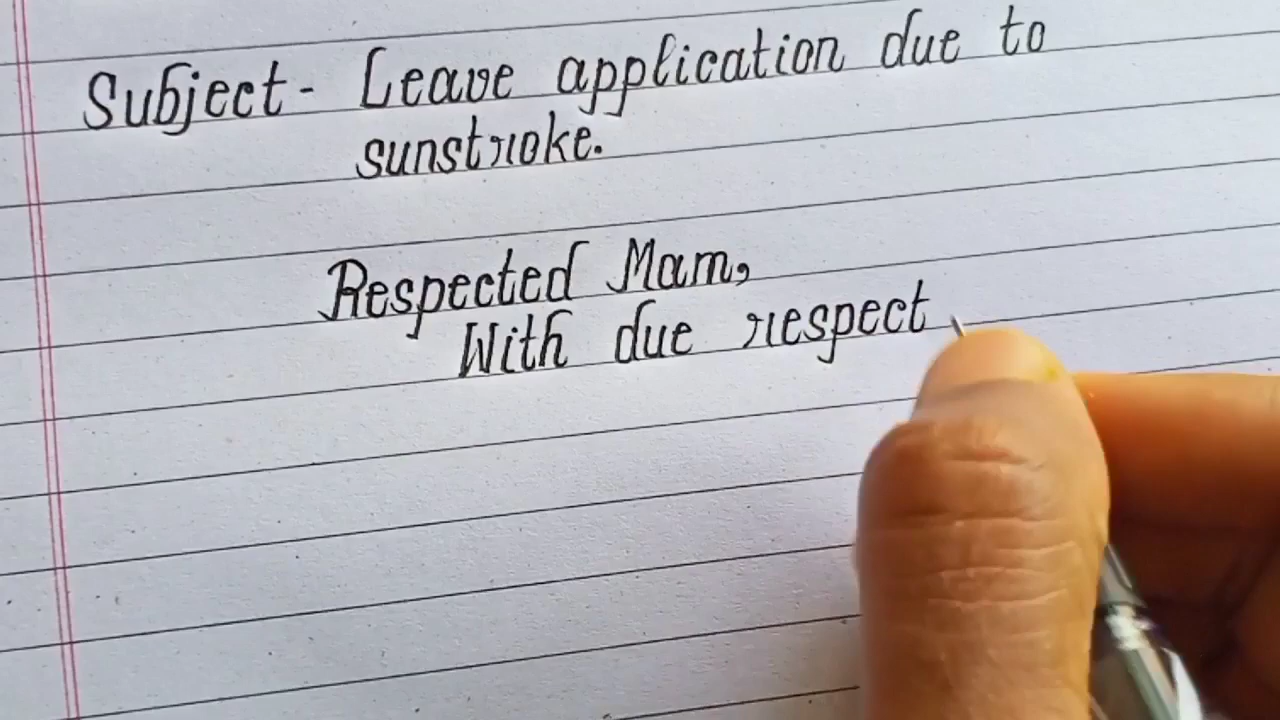 Subject- Leave application due to
sunstroke.
Respected Mam,
With due respect